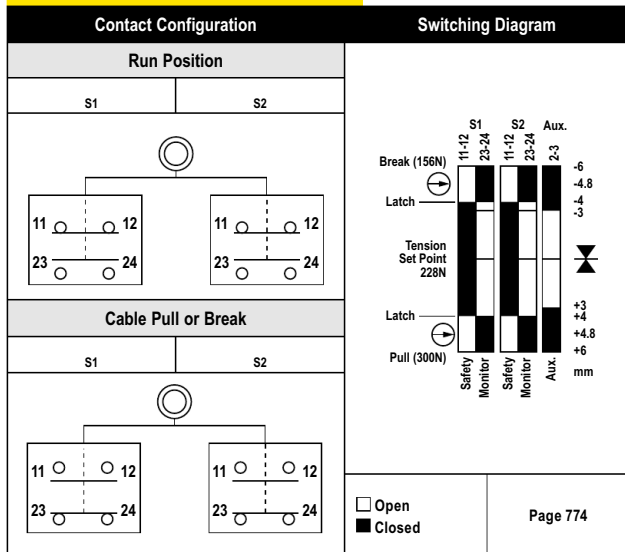 Contact Configuration
Switching Diagram
Run Position
S1
S2
11
12
23
24
11
12
23
24
Cable Pull or Break
S1
S2
11
12
23
24
11
12
23
24
S1
S2
Aux.
11-12
23-24
11-12
23-24
2-3
Break (156N)
Latch
Tension
Set Point
228N
Latch
Pull (300N)
-6
-4.8
-4
-3
+3
+4
+4.8
+6
mm
Safety
Monitor
Safety
Monitor
Aux.
Open
Closed
Page 774